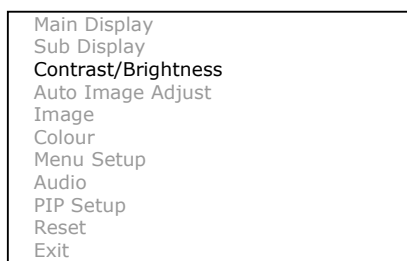 Main Display
Sub Display
Contrast/Brightness
Auto Image Adjust
Image
Colour
Menu Setup
Audio
PIP Setup
Reset
Exit